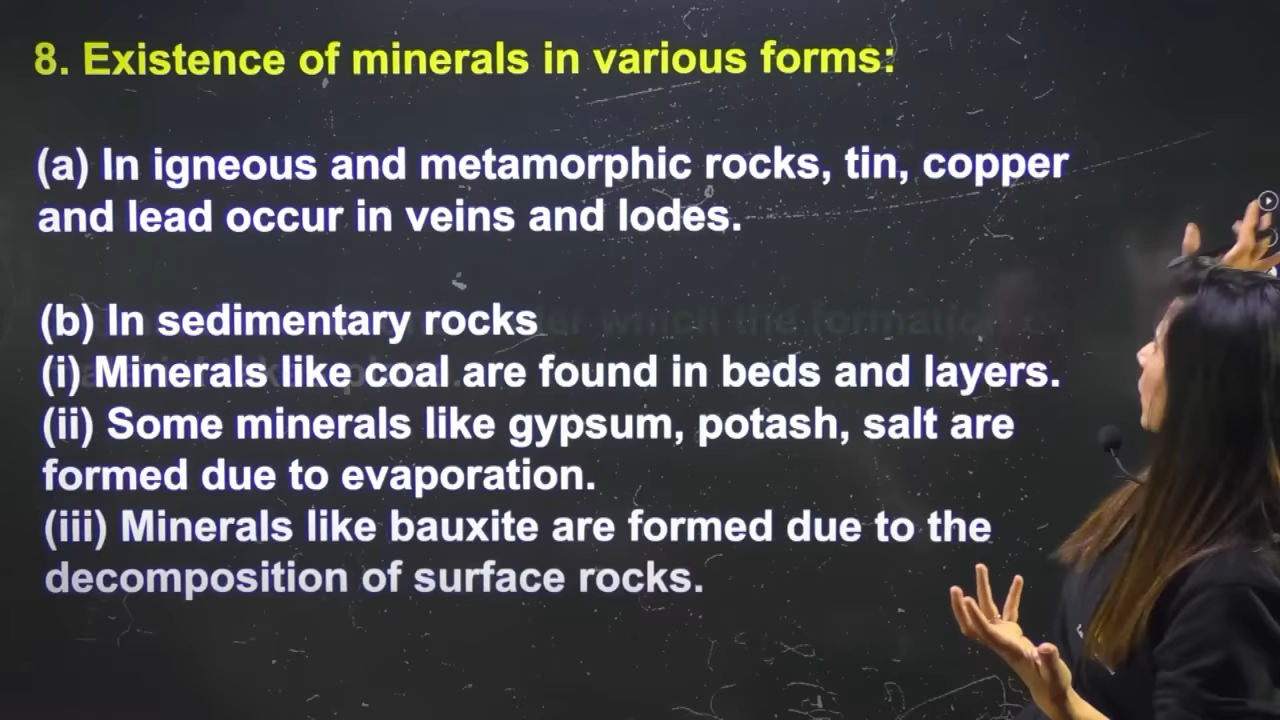 8. Existence of minerals in various forms:
(a) In igneous and metamorphic rocks, tin, copper
and lead occur in veins and lodes.
(b) In sedimentary rocks
(i) Minerals like coal are found in beds and layers.
(ii) Some minerals like gypsum, potash, salt are
formed due to evaporation.
(iii) Minerals like bauxite are formed due to the
decomposition of surface rocks.